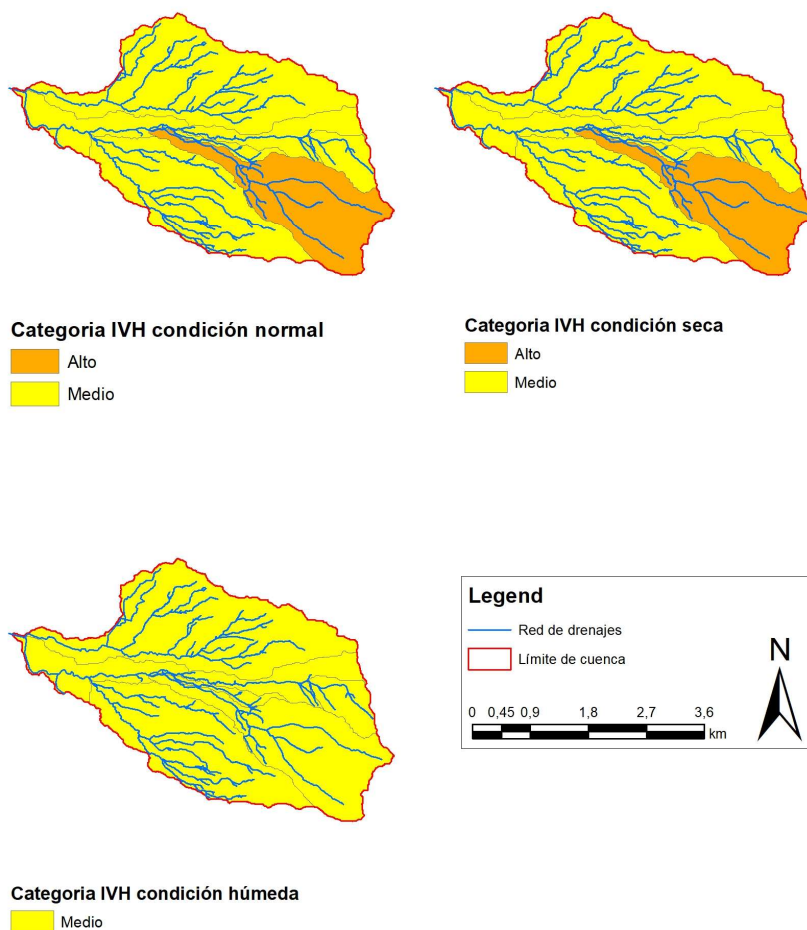 Categoria IVH condición normal
Alto
Medio
Categoria IVH condición seca
Alto
Medio
Legend
Red de drenajes
Límite de cuenca
0 0,45 0,9 1,8 2,7 3,6
km
N
Categoria IVH condición húmeda
Medio